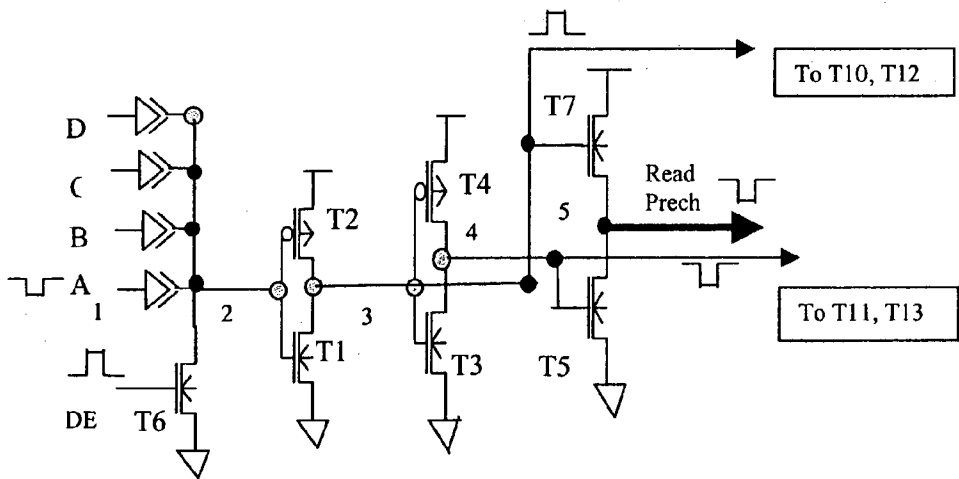 To T10, T12
T7
D
C
Read
Prech
T4
T2
5
B
4
A
1
2
3
To T11, T13
T1
T3
T5
DE
T6